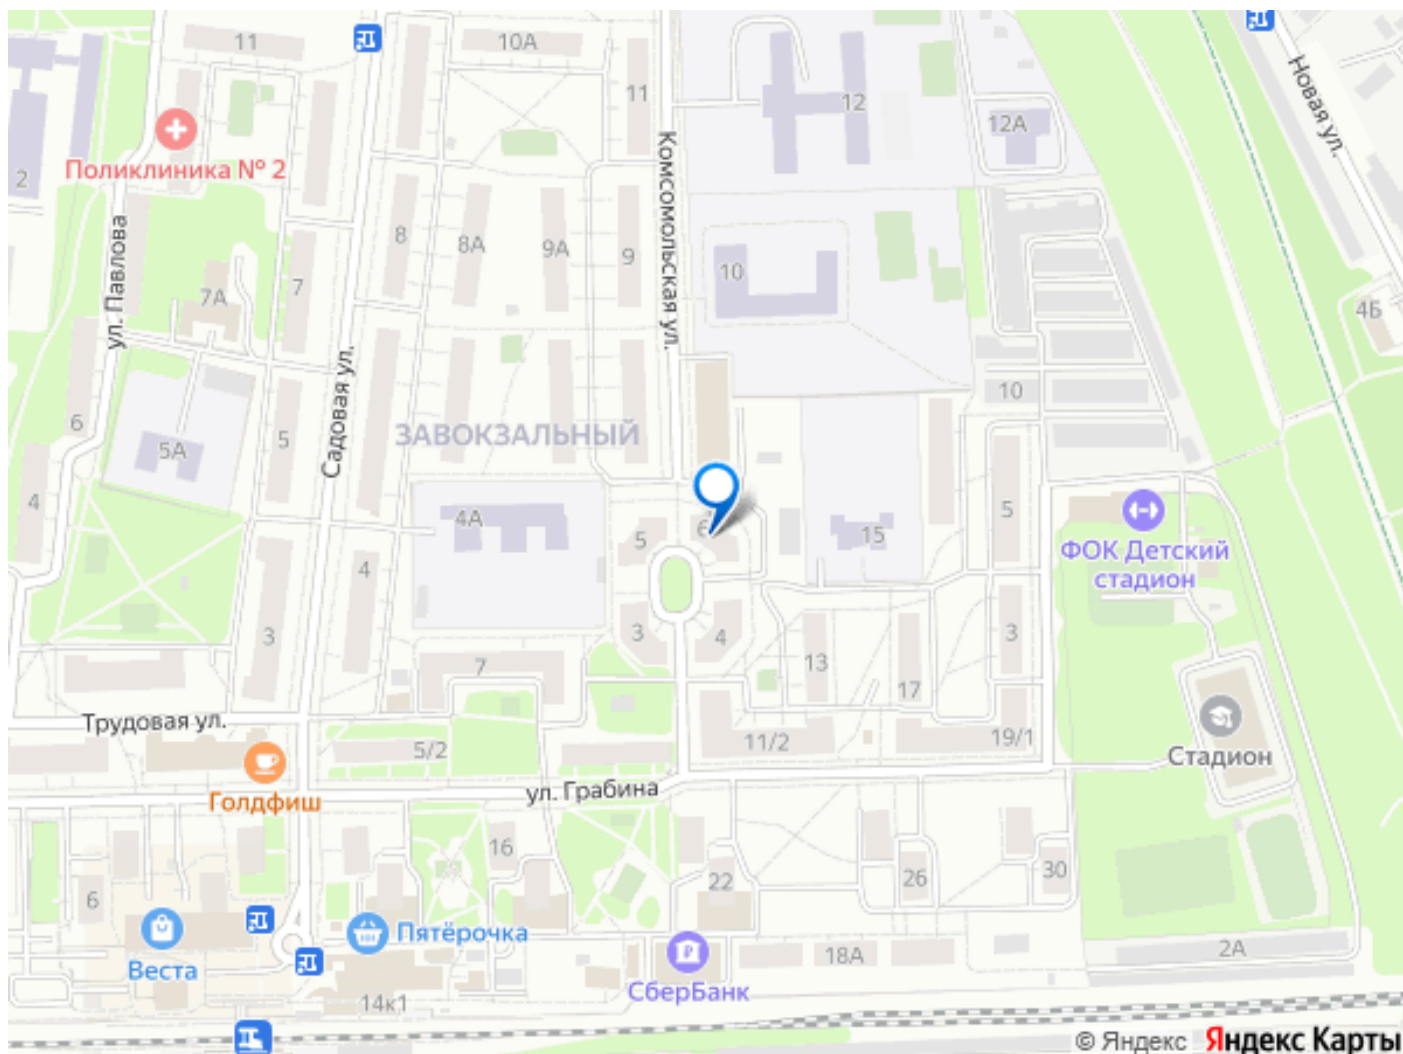 11
10А
11
12
12А
Новая ул.
Поликлиника № 2
2
Комсомольская ул.
ул. Павлова
8
8А
9А
9
10
7А
7
4Б
Садовая ул.
10
6
5
5А
ЗАВОКЗАЛЬНЫЙ
4
4А
5
6
15
5
ФОК Детский
стадион
4
3
3
4
13
3
7
17
Трудовая ул.
5/2
11/2
19/1
Стадион
Голдфиш
ул. Грабина
16
22
26
30
6
Веста
Пятёрочка
14к1
СберБанк
18А
2А
© Яндекс Яндекс Карты